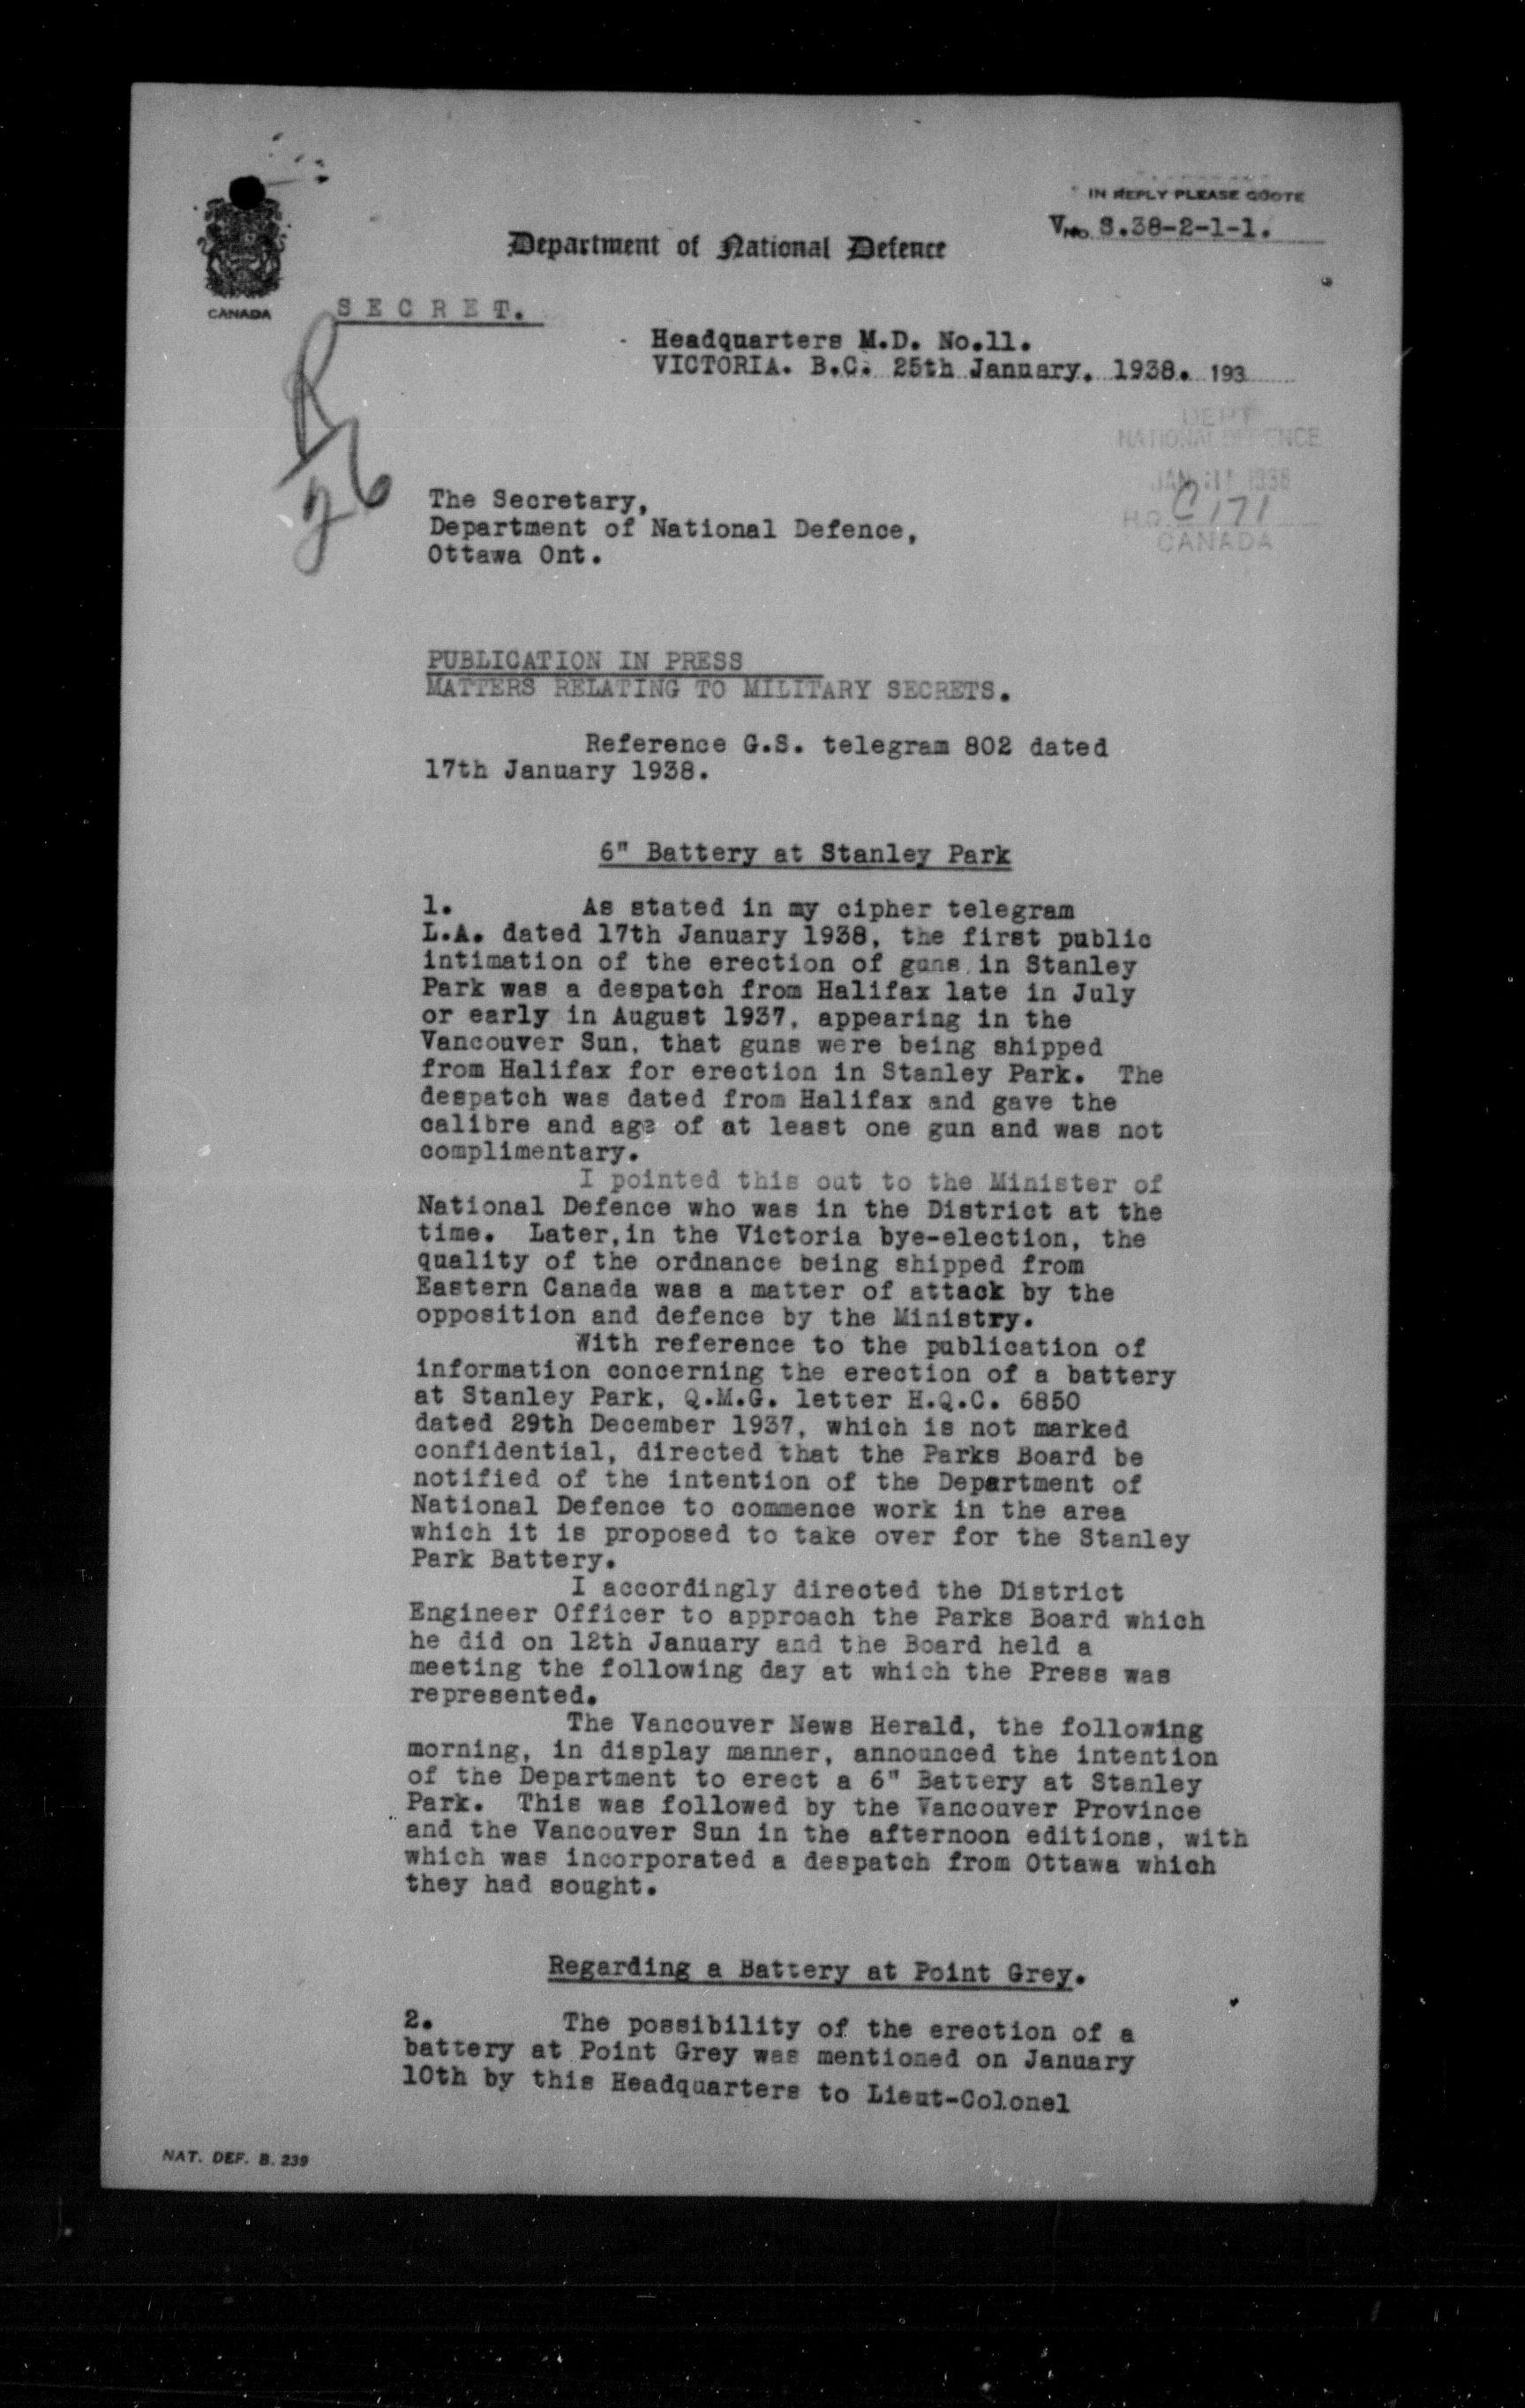 IN REPLY PLEASE QUOTE
V No. S.38-2-1-1.
Department of National Defence
CANADA
SECRET.
Headquarters M.D. No.11.
VICTORIA. B.C. 25th January. 1938. 193
DEPT
NATIONAL DEFENCE
JAN 1938
H.Q. C 171
CANADA
The Secretary,
Department of National Defence,
Ottawa Ont.
PUBLICATION IN PRESS
MATTERS RELATING TO MILITARY SECRETS.
Reference G.S. telegram 802 dated
17th January 1938.
6" Battery at Stanley Park
1. As stated in my cipher telegram
L.A. dated 17th January 1938, the first public
intimation of the erection of guns in Stanley
Park was a despatch from Halifax late in July
or early in August 1937, appearing in the
Vancouver Sun, that guns were being shipped
from Halifax for erection in Stanley Park. The
despatch was dated from Halifax and gave the
calibre and age of at least one gun and was not
complimentary.
I pointed this out to the Minister of
National Defence who was in the District at the
time. Later, in the Victoria bye-election, the
quality of the ordnance being shipped from
Eastern Canada was a matter of attack by the
opposition and defence by the Ministry.
With reference to the publication of
information concerning the erection of a battery
at Stanley Park, Q.M.G. letter H.Q.C. 6850
dated 29th December 1937, which is not marked
confidential, directed that the Parks Board be
notified of the intention of the Department of
National Defence to commence work in the area
which it is proposed to take over for the Stanley
Park Battery.
I accordingly directed the District
Engineer Officer to approach the Parks Board which
he did on 12th January and the Board held a
meeting the following day at which the Press was
represented.
The Vancouver News Herald, the following
morning, in display manner, announced the intention
of the Department to erect a 6" Battery at Stanley
Park. This was followed by the Vancouver Province
and the Vancouver Sun in the afternoon editions, with
which was incorporated a despatch from Ottawa which
they had sought.
Regarding a Battery at Point Grey.
2. The possibility of the erection of a
battery at Point Grey was mentioned on January
10th by this Headquarters to Lieut-Colonel
NAT. DEF. B. 239